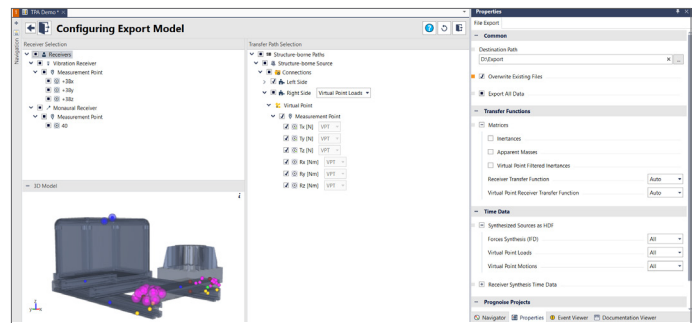 TPA Demo * ×
Navigation
Configuring Export Model
Receiver Selection
Receivers
Vibration Receiver
Measurement Point
+38x
+38y
+38z
Monaural Receiver
Measurement Point
40
3D Model
i
Transfer Path Selection
Structure-borne Paths
Structure-borne Source
Connections
Left Side
Right Side Virtual Point Loads
Virtual Point
Measurement Point
Tx [N] VPT
Ty [N] VPT
Tz [N] VPT
Rx [Nm] VPT
Ry [Nm] VPT
Rz [Nm] VPT
Properties
File Export
Common
Destination Path
D:\Export
Overwrite Existing Files
Export All Data
Transfer Functions
Matrices
Inertances
Apparent Masses
Virtual Point Filtered Inertances
Receiver Transfer Function Auto
Virtual Point Receiver Transfer Function Auto
Time Data
Synthesized Sources as HDF
Forces Synthesis (IFD) All
Virtual Point Loads All
Virtual Point Motions All
Receiver Synthesis Time Data
Prognoise Projects
Navigator Properties Event Viewer Documentation Viewer